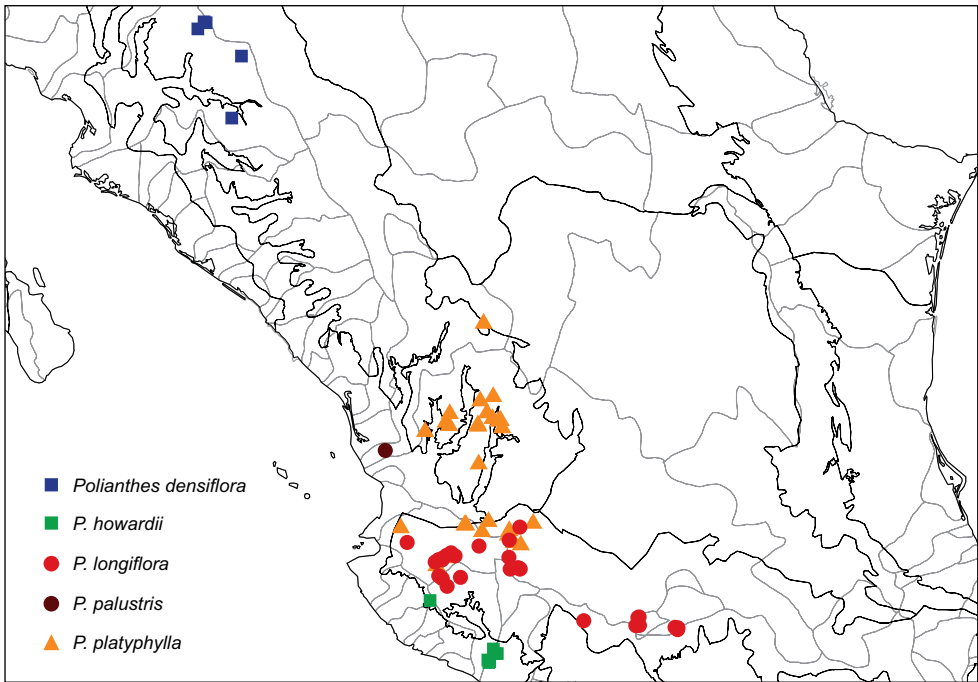 Polianthes densiflora
P. howardii
P. longiflora
P. palustris
P. platyphylla